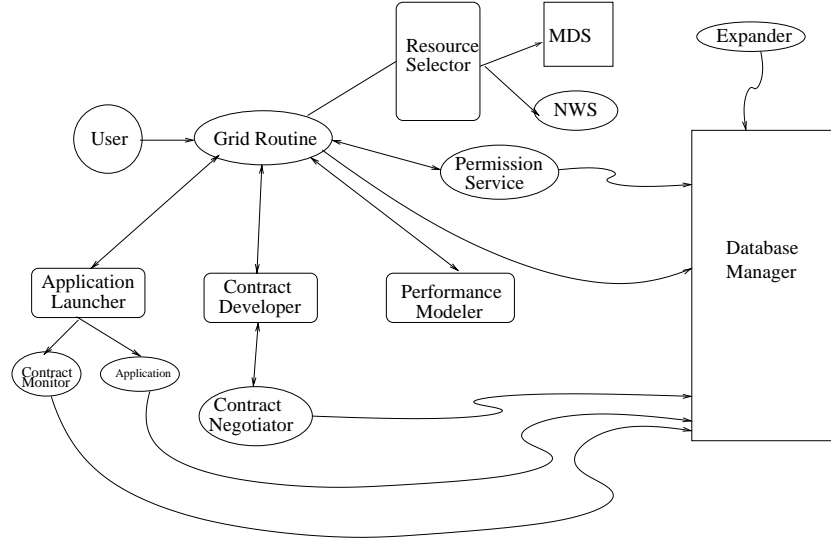 Resource
Selector
MDS
Expander
NWS
User
Grid Routine
Permission
Service
Database
Manager
Application
Launcher
Contract
Developer
Performance
Modeler
Contract
Monitor
Application
Contract
Negotiator